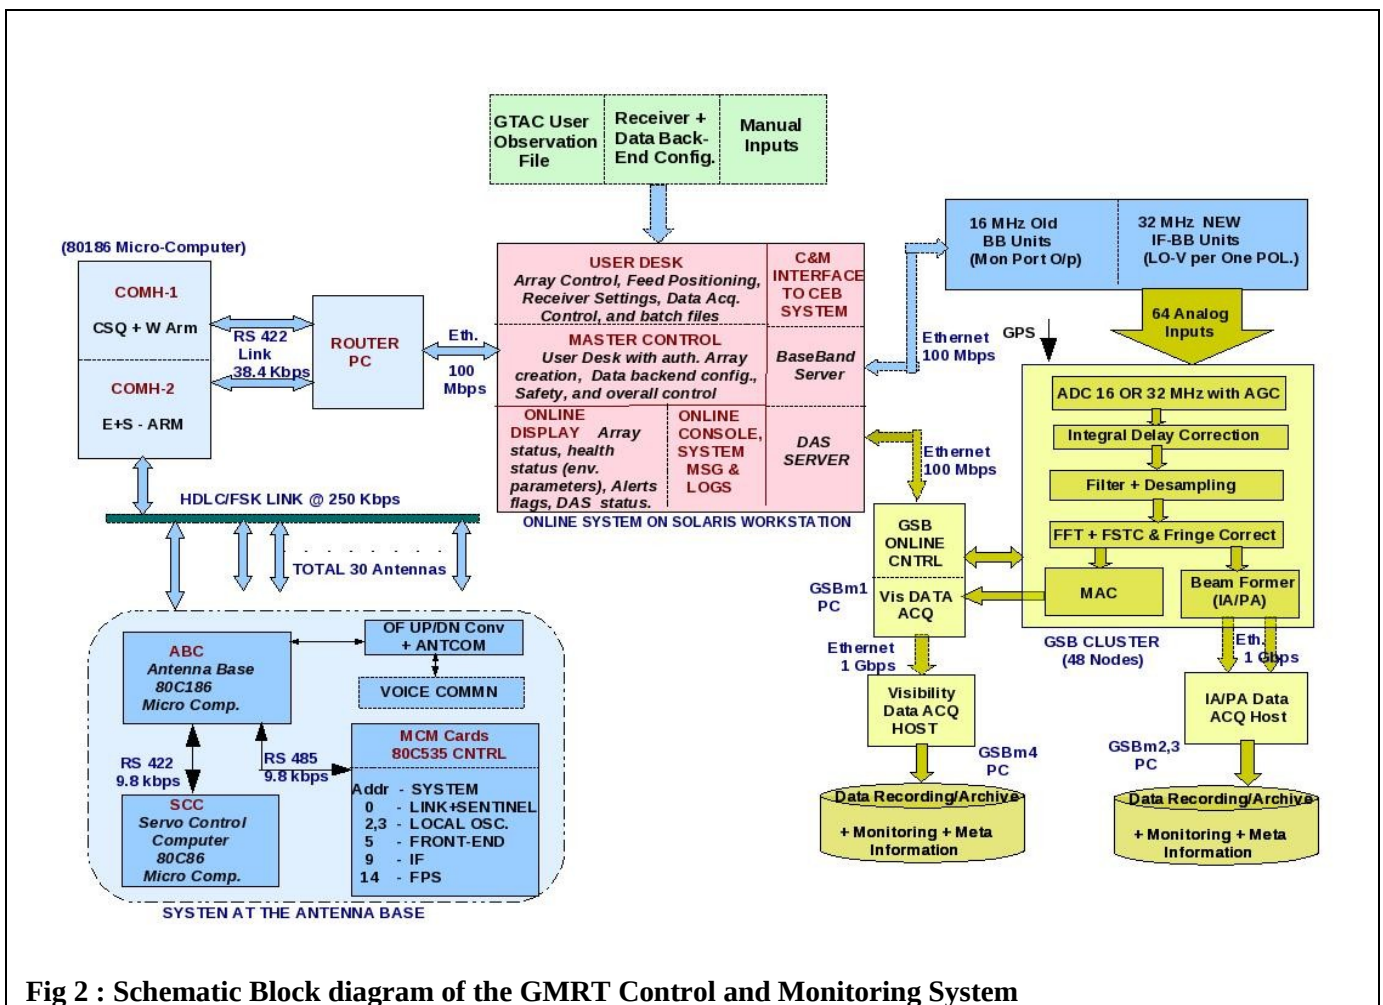 GTAC User
Observation
File
Receiver +
Data Back-
End Config.
Manual
Inputs
(80186 Micro-Computer)
COMH-1
CSQ + W Arm
COMH-2
E+S - ARM
RS 422
Link
38.4 Kbps
ROUTER
PC
Eth.
100
Mbps
USER DESK
Array Control, Feed Positioning,
Receiver Settings, Data Acq.
Control, and batch files
C&M
INTERFACE
TO CEB
SYSTEM
MASTER CONTROL
User Desk with auth. Array
creation, Data backend config.,
Safety, and overall control
BaseBand
Server
ONLINE
DISPLAY Array
status, health
status (env.
parameters), Alerts
flags, DAS status.
ONLINE
CONSOLE,
SYSTEM
MSG &
LOGS
DAS
SERVER
ONLINE SYSTEM ON SOLARIS WORKSTATION
16 MHz Old
BB Units
(Mon Port O/p)
32 MHz NEW
IF-BB Units
(LO-V per One POL.)
Ethernet
100 Mbps
GPS
64 Analog
Inputs
ADC 16 OR 32 MHz with AGC
Integral Delay Correction
Filter + Desampling
FFT + FSTC & Fringe Correct
MAC
Beam Former
(IA/PA)
GSB CLUSTER
(48 Nodes)
Ethernet
100 Mbps
GSB
ONLINE
CNTRL
Vis DATA
ACQ
GSBm1
PC
Ethernet
1 Gbps
Eth.
1 Gbps
Visibility
Data ACQ
HOST
GSBm4
PC
IA/PA Data
ACQ Host
GSBm2,3
PC
Data Recording/Archive
+ Monitoring + Meta
Information
Data Recording/Archive
+ Monitoring + Meta
Information
HDLC/FSK LINK @ 250 Kbps
. . . . . . . .
TOTAL 30 Antennas
ABC
Antenna Base
80C186
Micro Comp.
OF UP/DN Conv
+ ANTCOM
VOICE COMMN
RS 422
9.8 kbps
RS 485
9.8 kbps
SCC
Servo Control
Computer
80C86
Micro Comp.
MCM Cards
80C535 CNTRL
Addr - SYSTEM
0 - LINK+SENTINEL
2,3 - LOCAL OSC.
5 - FRONT-END
9 - IF
14 - FPS
SYSTEN AT THE ANTENNA BASE
Fig 2 : Schematic Block diagram of the GMRT Control and Monitoring System